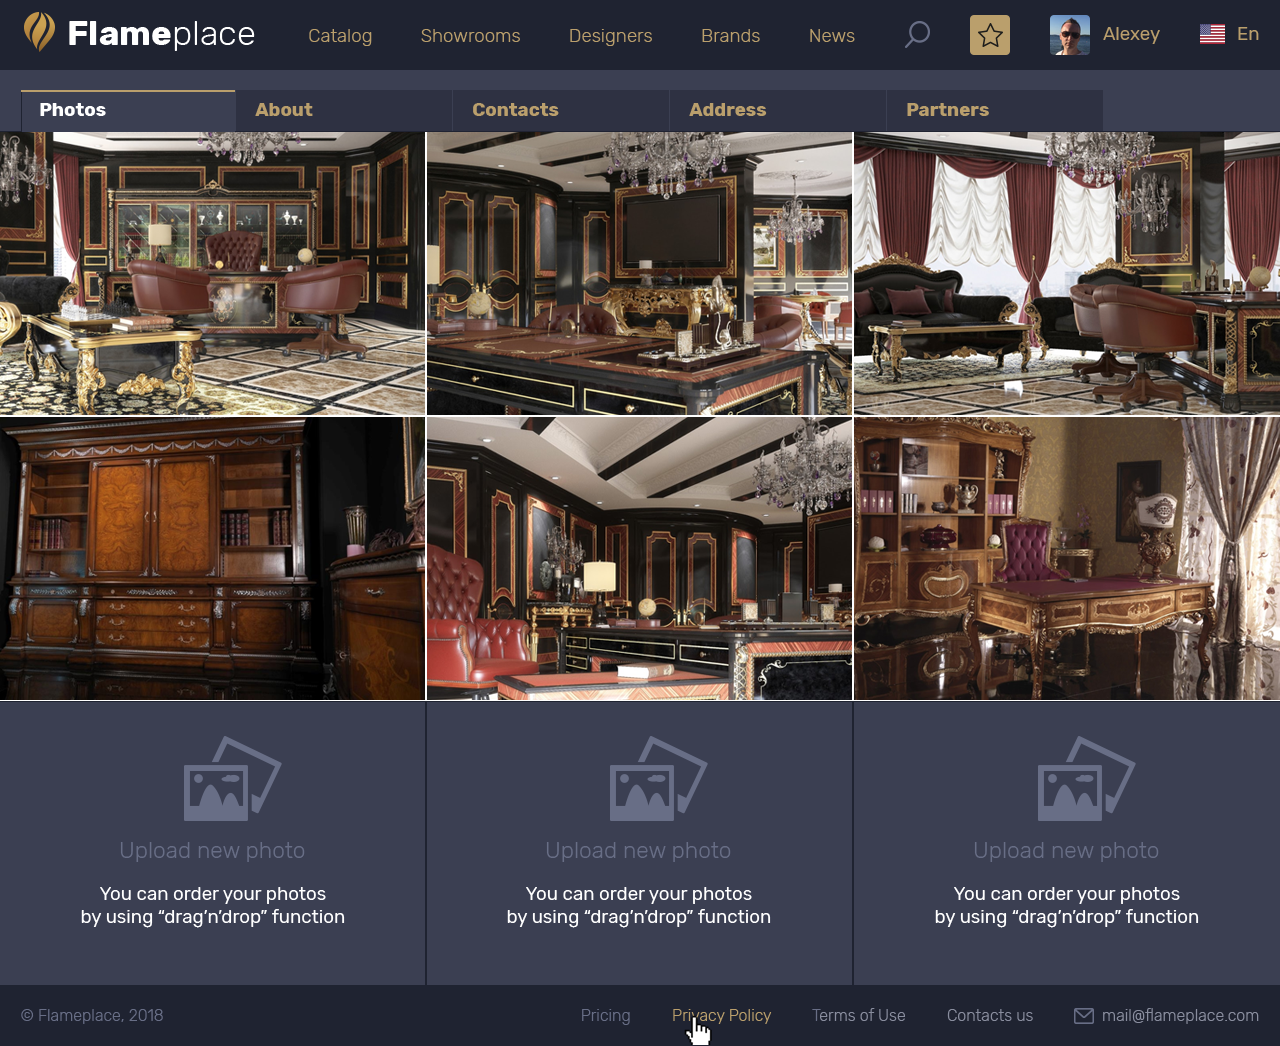 Flameplace
Catalog
Showrooms
Designers
Brands
News
Alexey
En
Photos
About
Contacts
Address
Partners
Upload new photo
You can order your photos
by using “drag’n’drop” function
Upload new photo
You can order your photos
by using “drag’n’drop” function
Upload new photo
You can order your photos
by using “drag’n’drop” function
© Flameplace, 2018
Pricing
Privacy Policy
Terms of Use
Contacts us
mail@flameplace.com